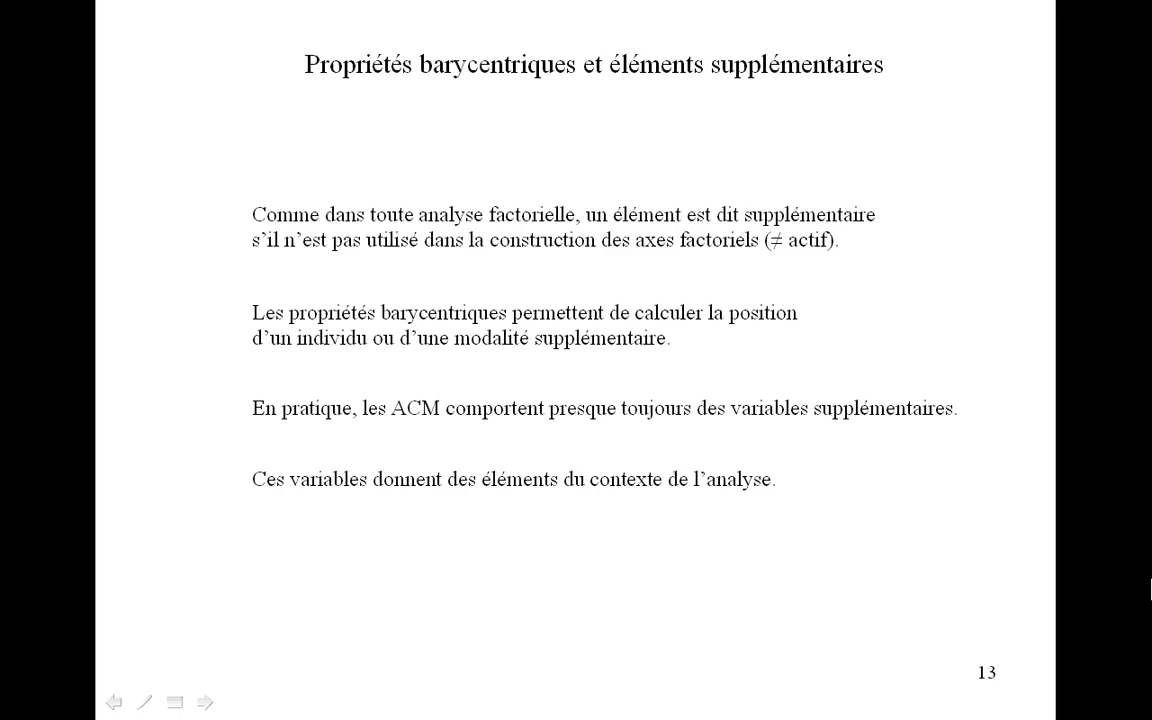 Propriétés barycentriques et éléments supplémentaires
Comme dans toute analyse factorielle, un élément est dit supplémentaire
s’il n’est pas utilisé dans la construction des axes factoriels (≠ actif).
Les propriétés barycentriques permettent de calculer la position
d’un individu ou d’une modalité supplémentaire.
En pratique, les ACM comportent presque toujours des variables supplémentaires.
Ces variables donnent des éléments du contexte de l’analyse.
13